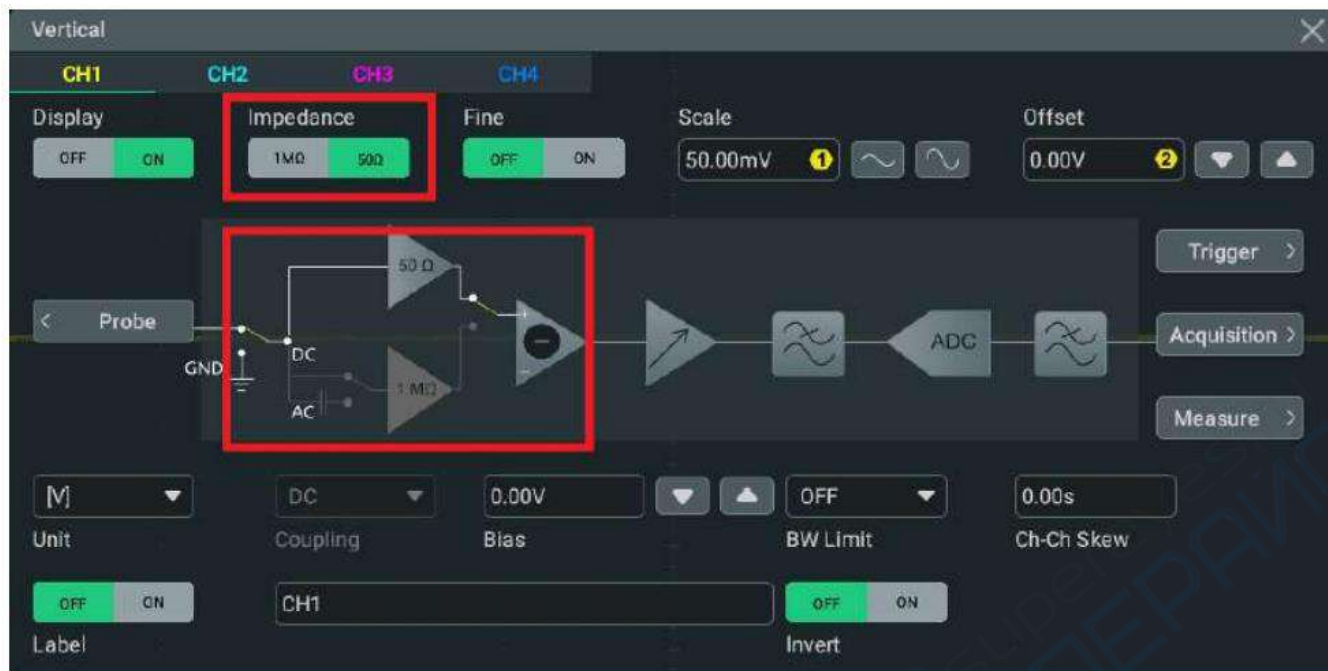 Vertical
CH1 CH2 CH3 CH4
Display Impedance Fine Scale Offset
OFF ON 1MΩ 50Ω OFF ON 50.00mV 1 0.00V 2
50 Ω
Trigger >
< Probe
DC
ADC
Acquisition >
GND
1 MΩ
AC
Measure >
[V] DC 0.00V OFF 0.00s
Unit Coupling Bias BW Limit Ch-Ch Skew
OFF ON CH1 OFF ON
Label Invert